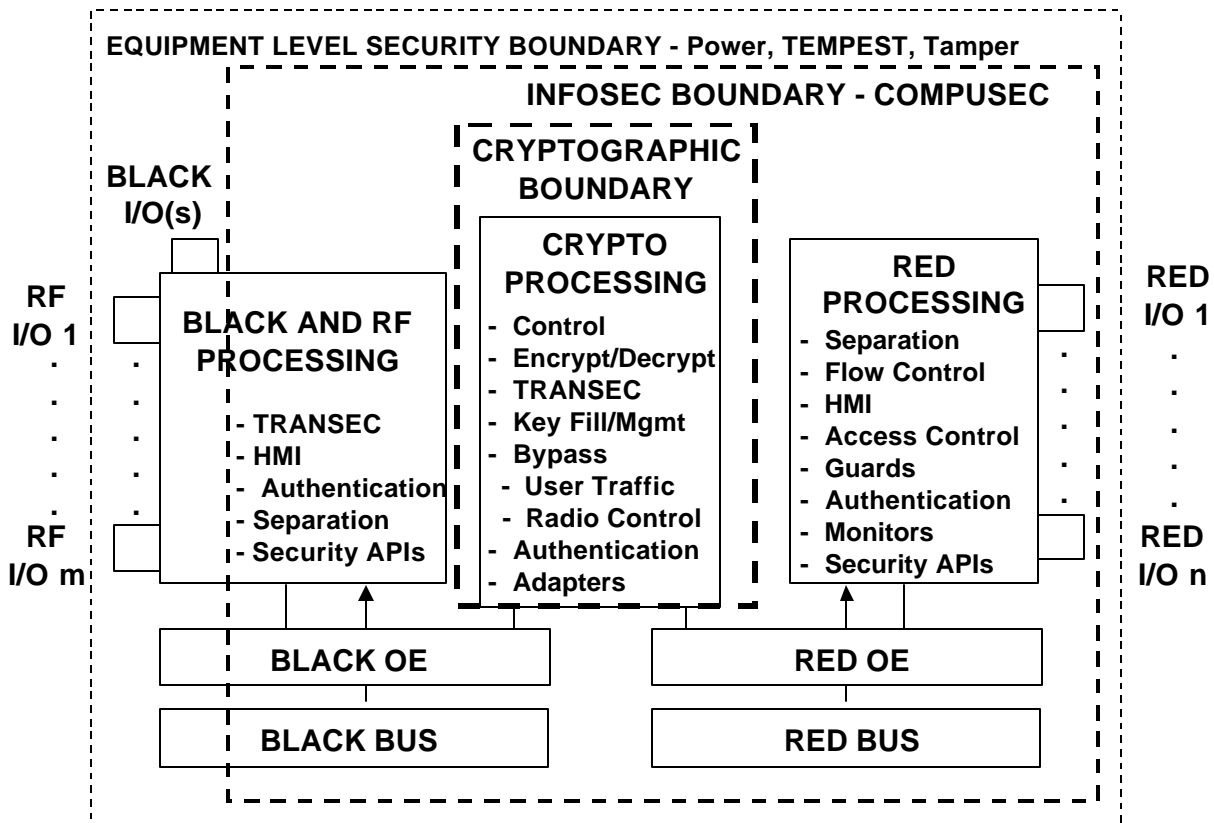 EQUIPMENT LEVEL SECURITY BOUNDARY - Power, TEMPEST, Tamper
INFOSEC BOUNDARY - COMPUSEC
CRYPTOGRAPHIC
BOUNDARY
BLACK
I/O(s)
RF
I/O 1
RF
I/O m
BLACK AND RF
PROCESSING
- TRANSEC
- HMI
- Authentication
- Separation
- Security APIs
CRYPTO
PROCESSING
- Control
- Encrypt/Decrypt
- TRANSEC
- Key Fill/Mgmt
- Bypass
- User Traffic
- Radio Control
- Authentication
- Adapters
RED
PROCESSING
- Separation
- Flow Control
- HMI
- Access Control
- Guards
- Authentication
- Monitors
- Security APIs
RED
I/O 1
RED
I/O n
BLACK OE
RED OE
BLACK BUS
RED BUS